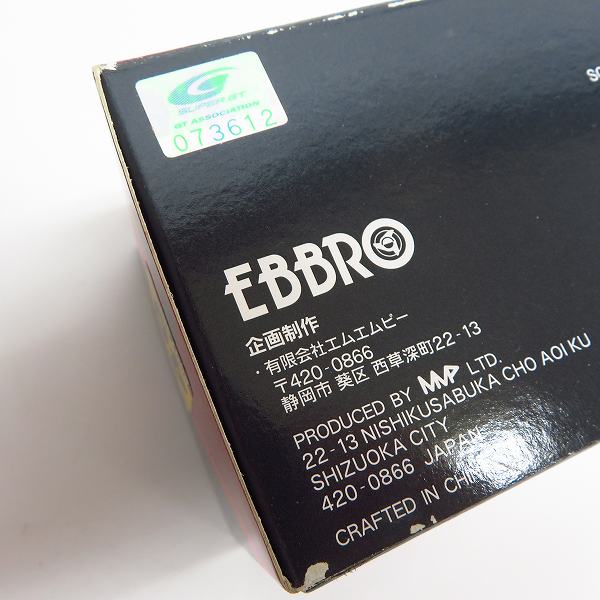 SUPER GT
GT ASSOCIATION
073612
EBBRO
企画制作
・有限会社エムエムピー
〒420-0866
静岡市 葵区 西草深町22-13
PRODUCED BY MMP LTD.
22-13 NISHIKUSABUKA CHO AOI KU
SHIZUOKA CITY
420-0866 JAPAN
CRAFTED IN CHIN